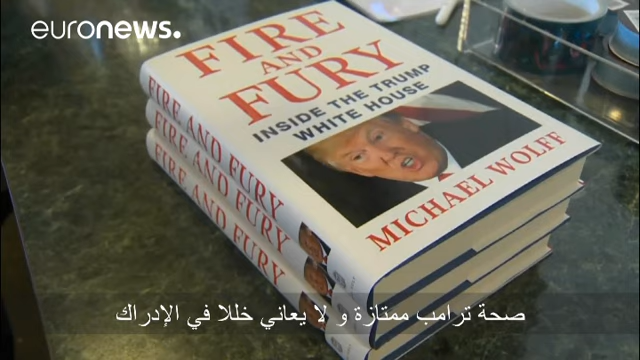 euronews.
FIRE
AND
FURY
INSIDE THE TRUMP
WHITE HOUSE
MICHAEL WOLFF
FIRE AND FURY
FIRE AND FURY
FIRE AND FURY
صحة ترامب ممتازة و لا يعاني خللا في الإدراك